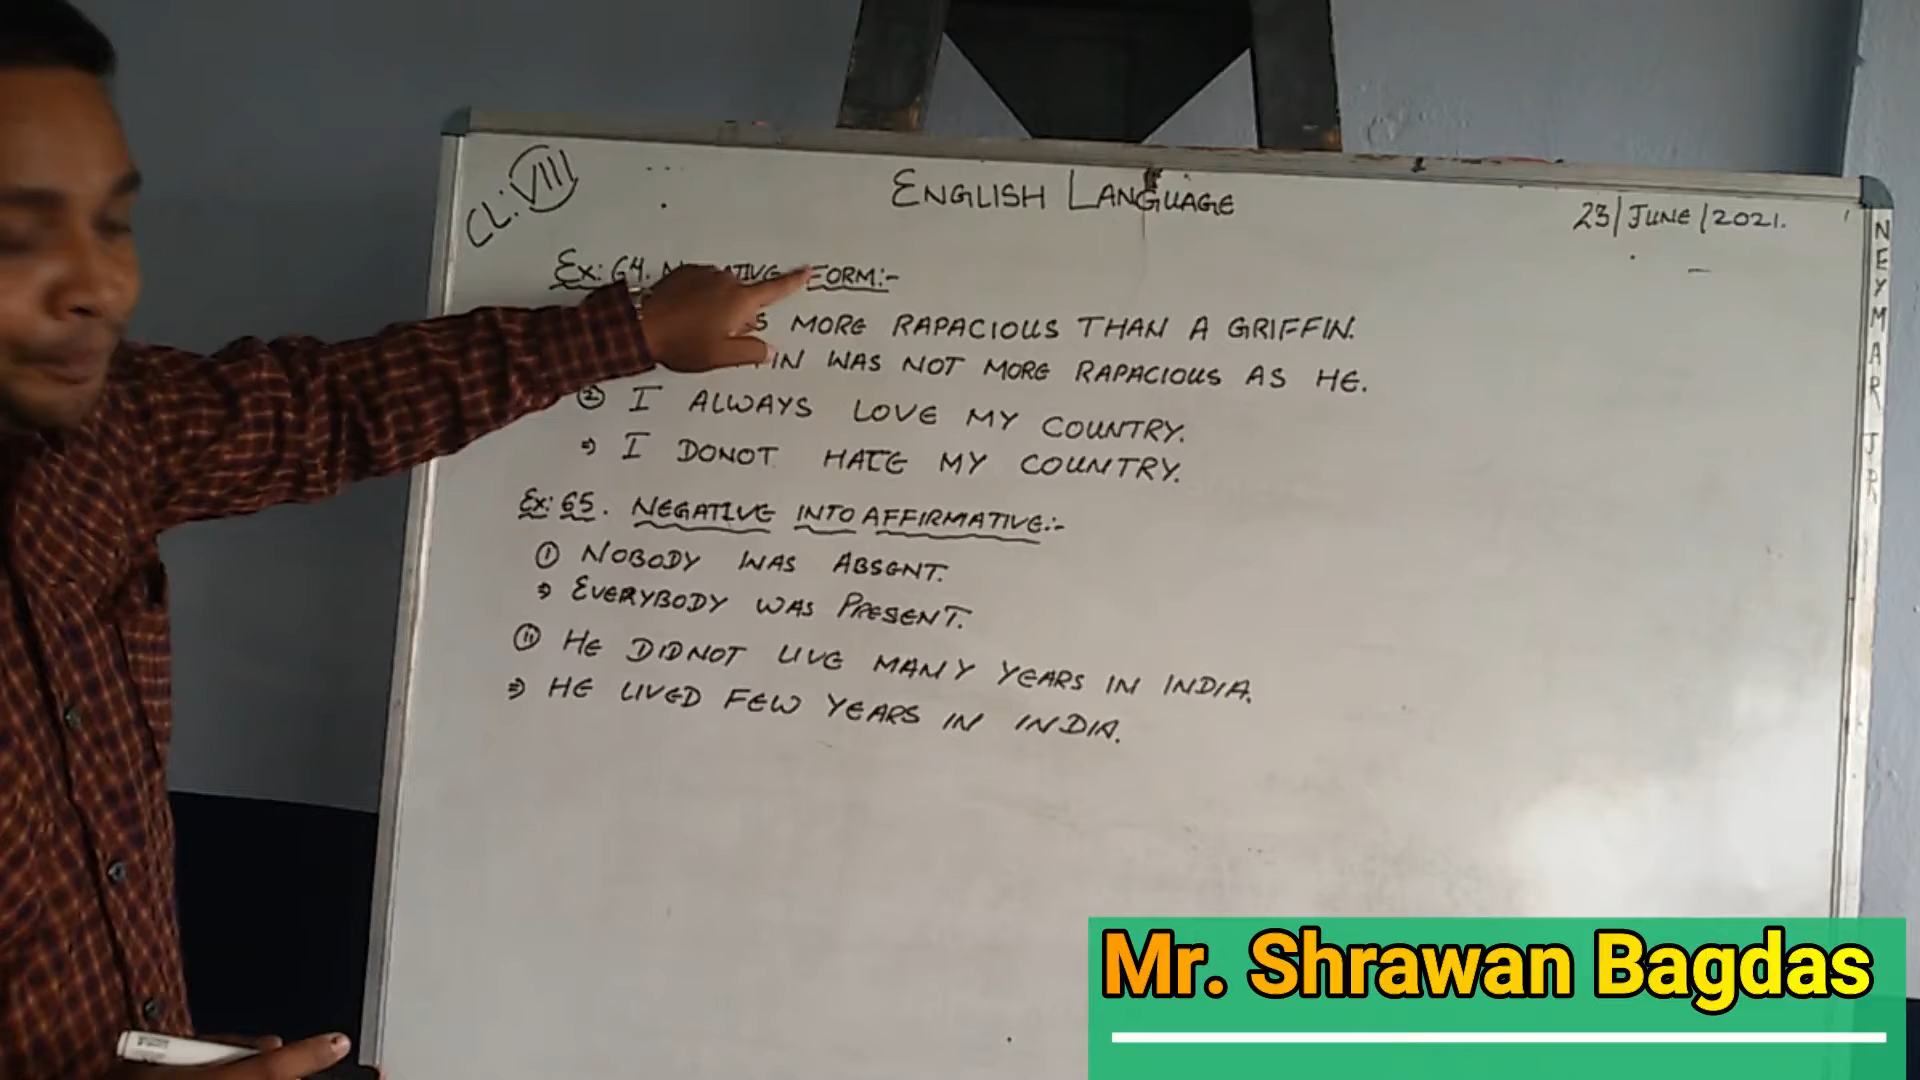 CL: VIII
ENGLISH LANGUAGE
23/JUNE/2021.
Ex: 64. FORM:-
MORE RAPACIOUS THAN A GRIFFIN.
WAS NOT MORE RAPACIOUS AS HE.
② I ALWAYS LOVE MY COUNTRY.
⇒ I DONOT HATE MY COUNTRY.
Ex: 65. NEGATIVE INTO AFFIRMATIVE:-
① NOBODY WAS ABSENT.
⇒ EVERYBODY WAS PRESENT.
⑪ HE DIDNOT LIVE MANY YEARS IN INDIA.
⇒ HE LIVED FEW YEARS IN INDIA.
NEYMAR JR
Mr. Shrawan Bagdas